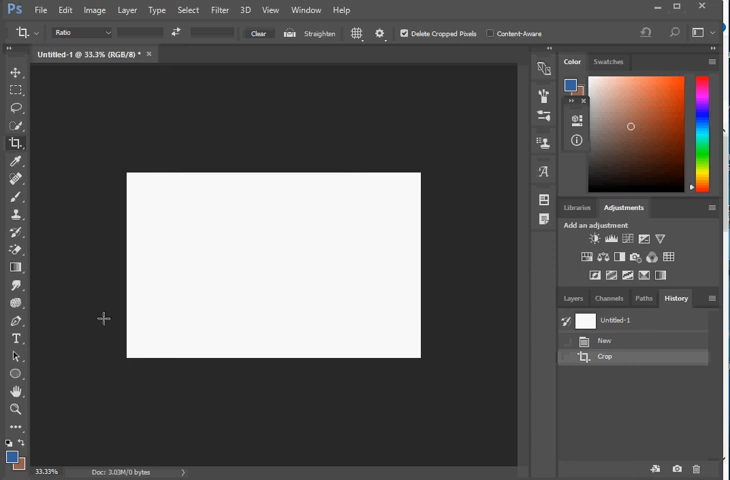 Ps File Edit Image Layer Type Select Filter 3D View Window Help
Ratio Clear Straighten Delete Cropped Pixels Content-Aware
Untitled-1 @ 33.3% (RGB/8) *
Color Swatches
Libraries Adjustments
Add an adjustment
Layers Channels Paths History
Untitled-1
New
Crop
33.33% Doc: 3.03M/0 bytes